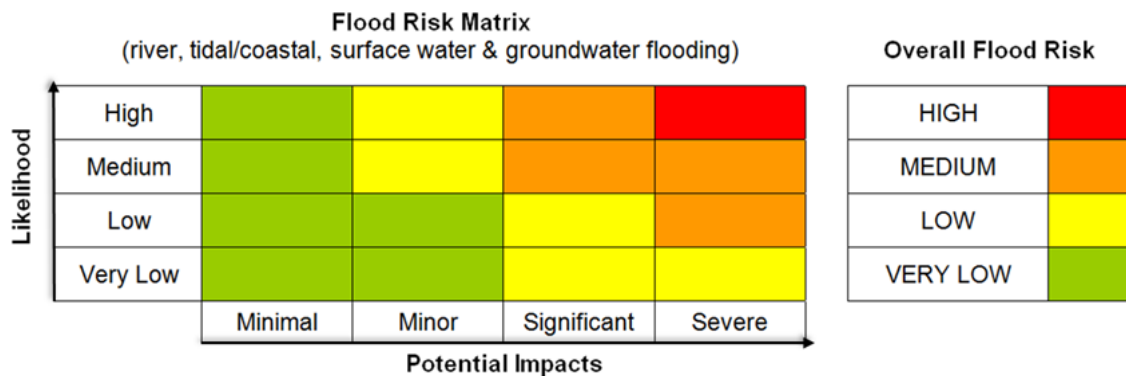 Flood Risk Matrix
(river, tidal/coastal, surface water & groundwater flooding)
Overall Flood Risk
Likelihood
High
Medium
Low
Very Low
Minimal
Minor
Significant
Severe
Potential Impacts
HIGH
MEDIUM
LOW
VERY LOW